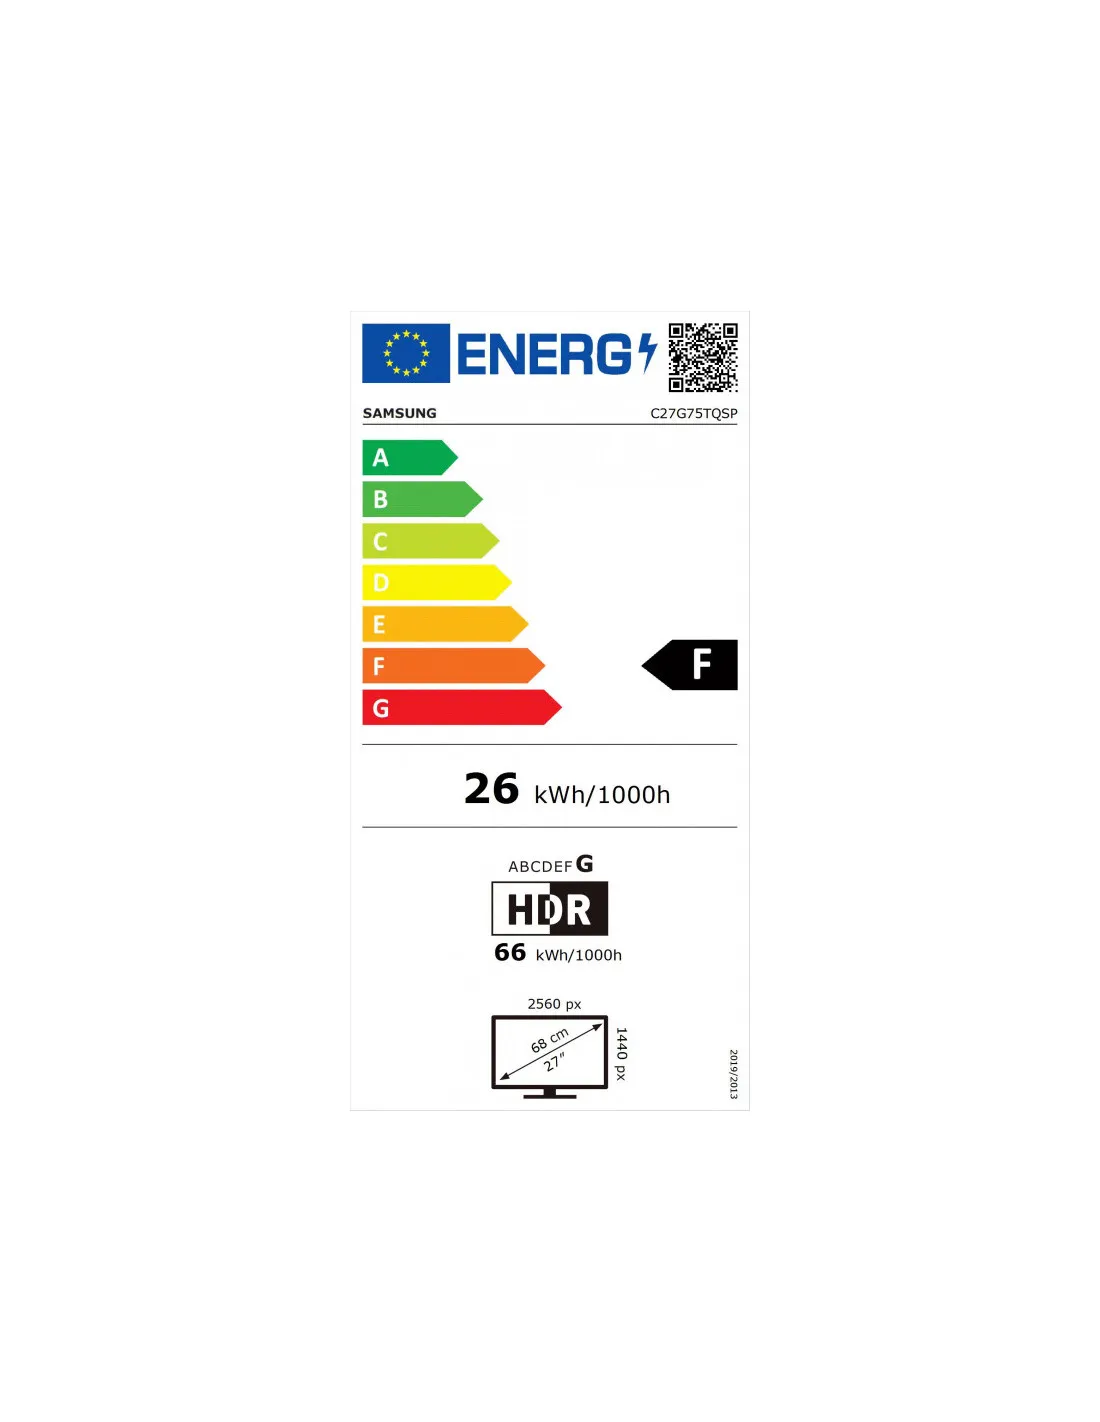 ENERG
SAMSUNG C27G75TQSP
A
B
C
D
E
F
F
G
26 kWh/1000h
ABCDEFG
HDR
66 kWh/1000h
2560 px
68 cm
27"
1440 px
2019/2013